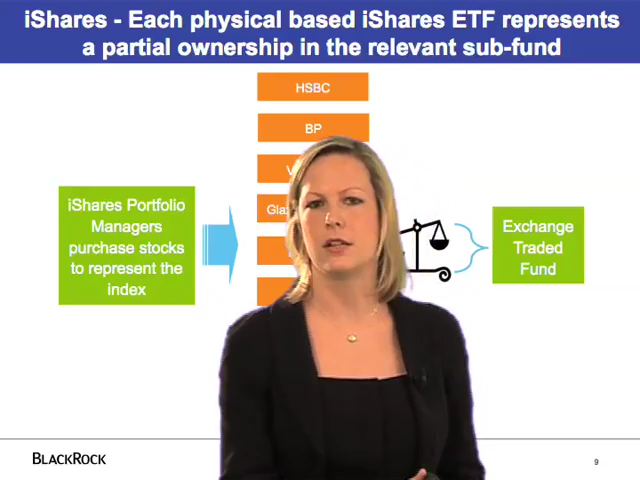 iShares - Each physical based iShares ETF represents
a partial ownership in the relevant sub-fund
HSBC
BP
iShares Portfolio
Managers
purchase stocks
to represent the
index
Exchange
Traded
Fund
BLACKROCK
9